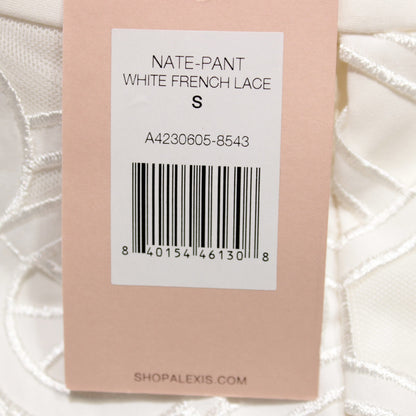 NATE-PANT
WHITE FRENCH LACE
S
A4230605-8543
8 40154 46130 8
SHOPALEXIS.COM